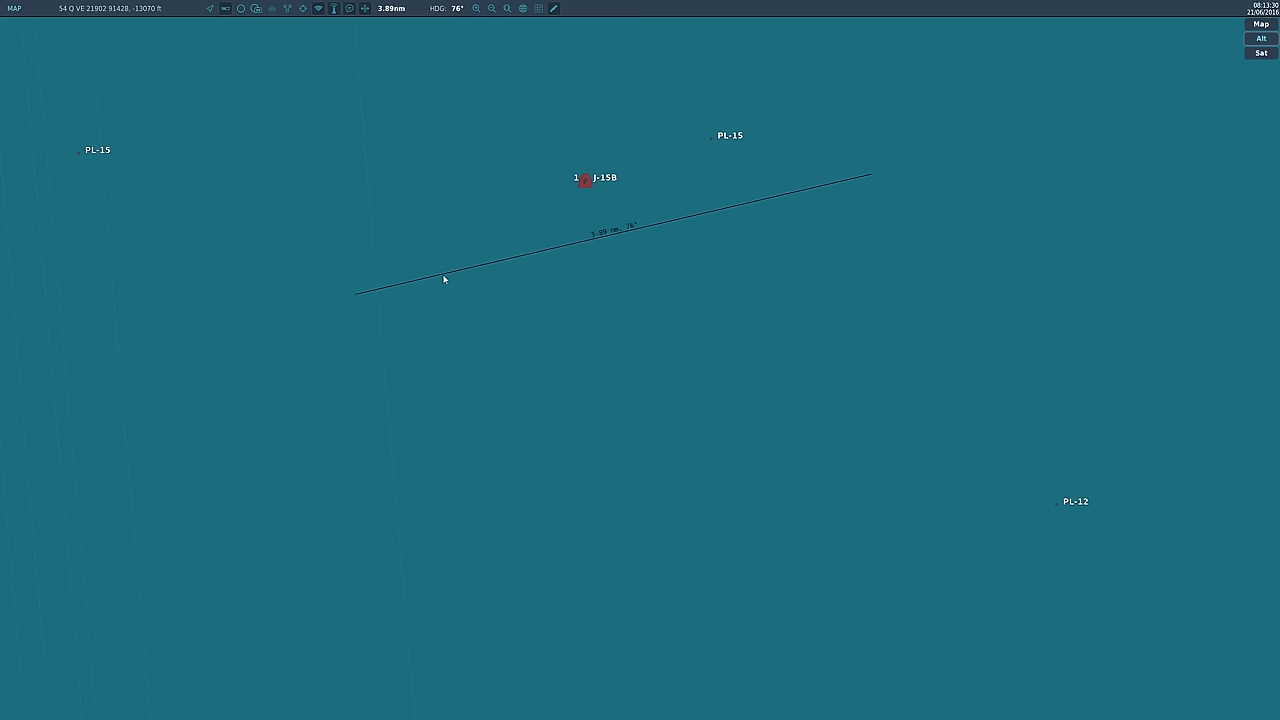 MAP 54 Q VE 21902 91428, -13070 ft 3.89nm HDG: 76° 08:13:30
21/06/2016
Map
Alt
Sat
PL-15
PL-15
1 J-15B
3.89 nm, 76°
PL-12